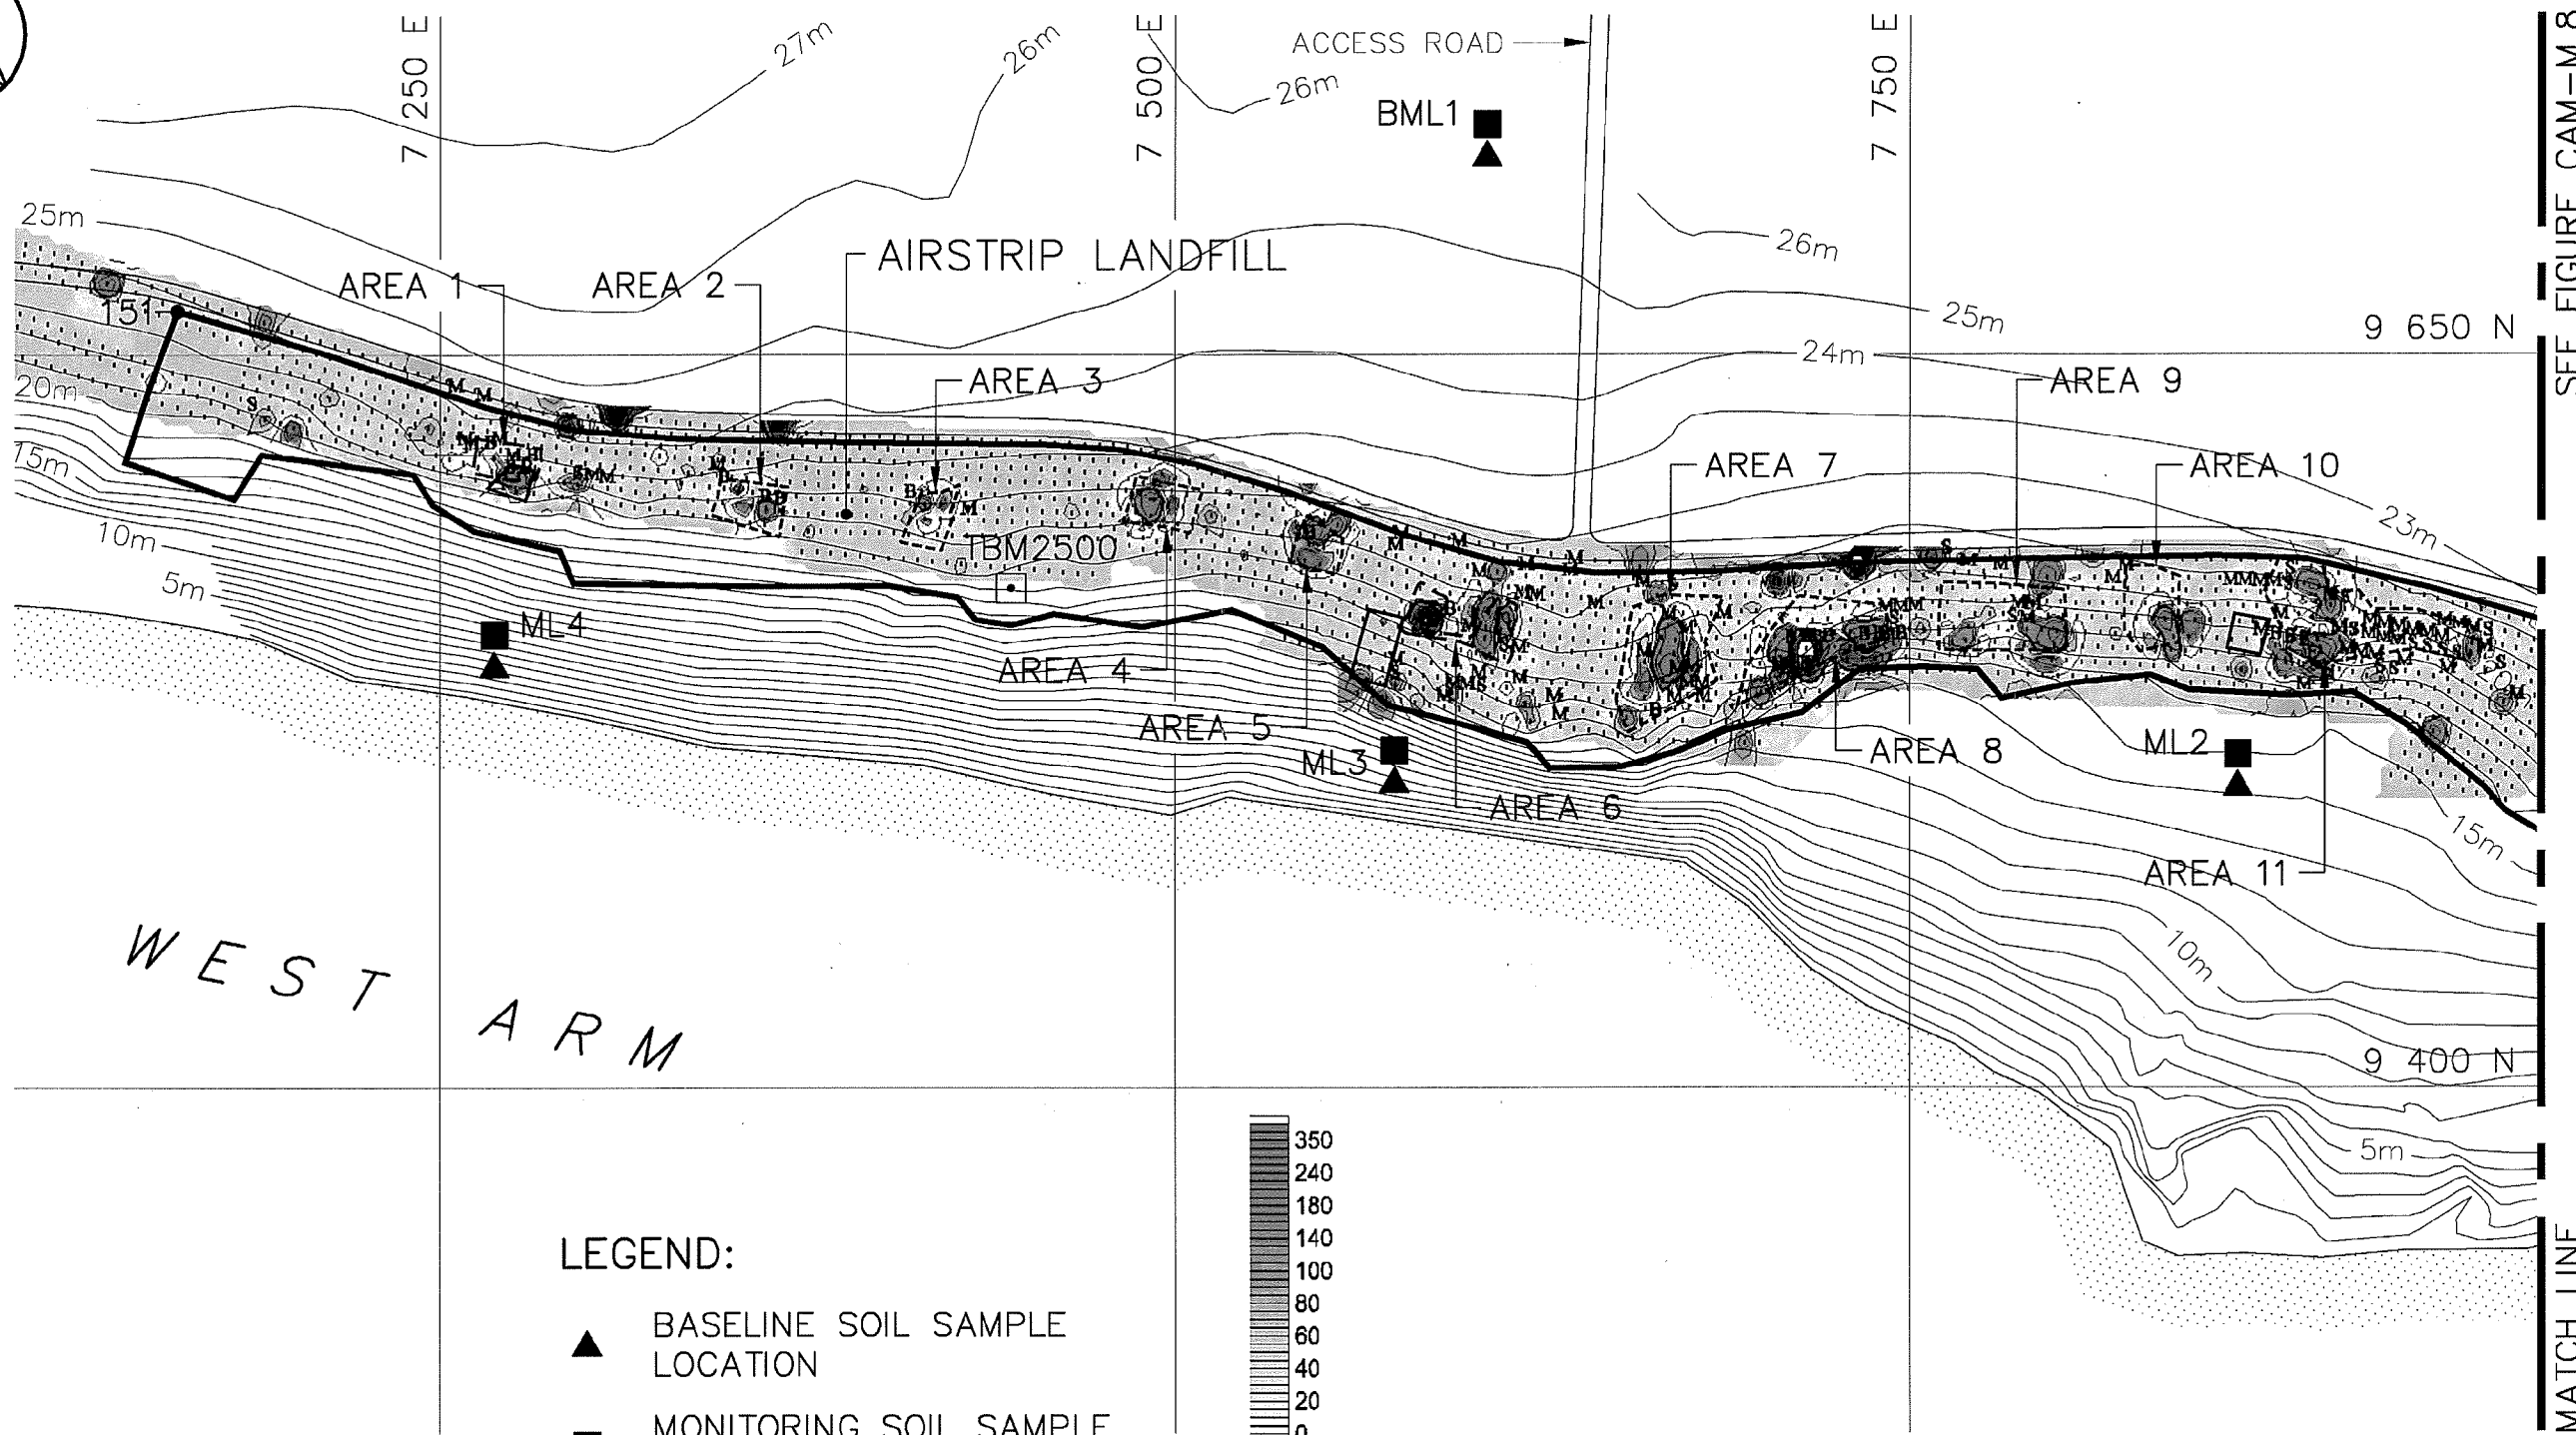 7 250 E
7 500 E
7 750 E
27m
26m
26m
ACCESS ROAD
BML1
26m
25m
AIRSTRIP LANDFILL
AREA 1
AREA 2
151
25m
9 650 N
24m
20m
AREA 3
AREA 9
15m
AREA 7
AREA 10
10m
TBM2500
23m
5m
ML4
AREA 4
AREA 5
ML3
AREA 8
ML2
AREA 6
15m
AREA 11
WEST ARM
10m
9 400 N
5m
LEGEND:
BASELINE SOIL SAMPLE
LOCATION
MONITORING SOIL SAMPLE
350
240
180
140
100
80
60
40
20
0
SEE FIGURE CAM-M 8
MATCH LINE